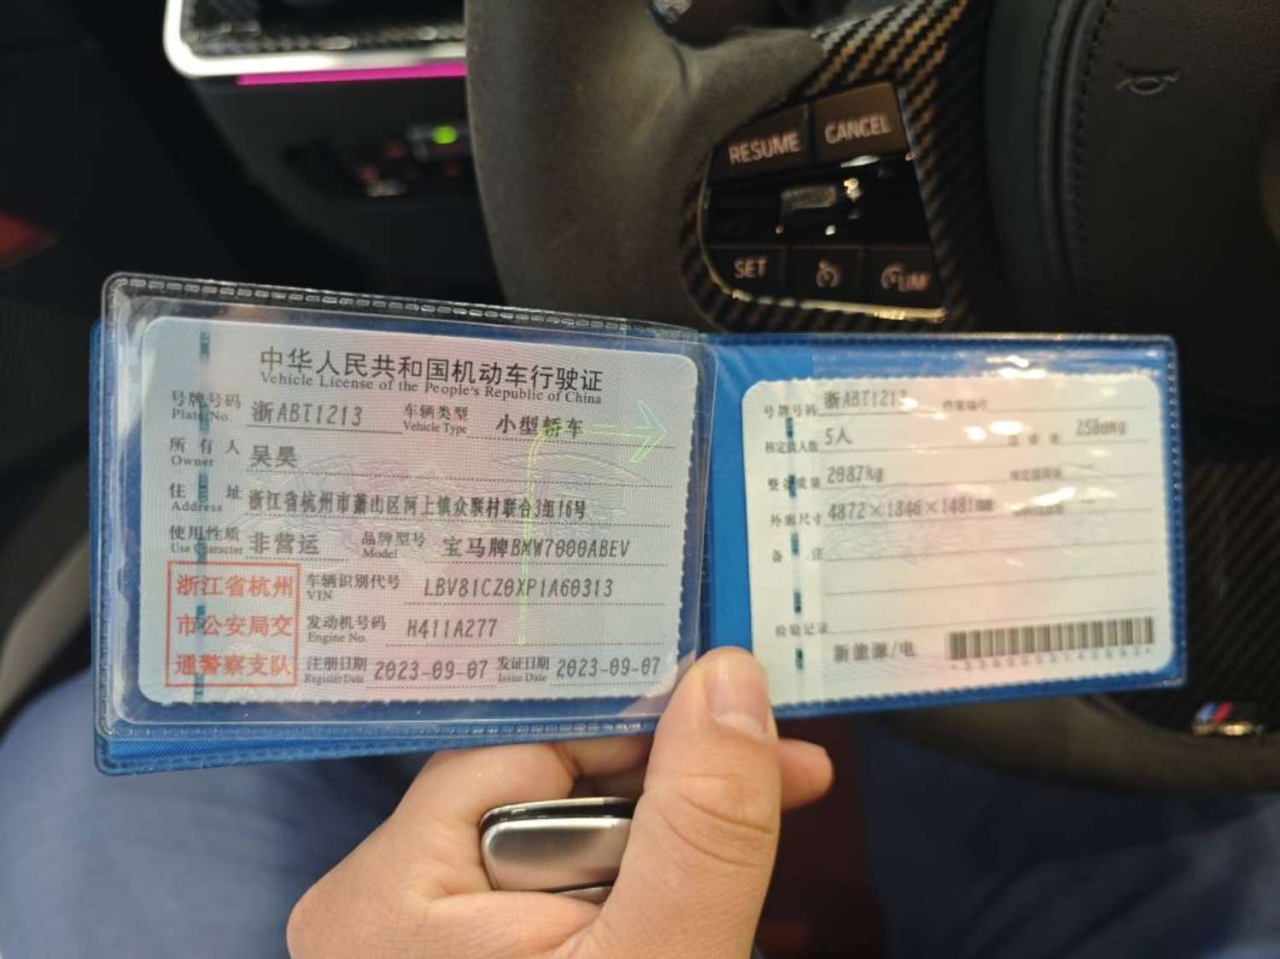 RESUME
CANCEL
SET
LIM
中华人民共和国机动车行驶证
Vehicle License of the People's Republic of China
号牌号码 浙ABT1213 车辆类型 小型轿车
Plate No. Vehicle Type
所有人 吴昊
Owner
住址 浙江省杭州市萧山区河上镇众联村联合3组16号
Address
使用性质 非营运 品牌型号 宝马牌BMW7000ABEV
Use Character Model
浙江省杭州
市公安局交
通警察支队
车辆识别代号 LBV81CZ0XP1A60313
VIN
发动机号码 H411A277
Engine No.
注册日期 2023-09-07 发证日期 2023-09-07
Register Date Issue Date
号牌号码 浙ABT1213
核定载人数 5人
整备质量 2087kg
外廓尺寸 4872×1846×1481
备注
检验记录
新能源/电